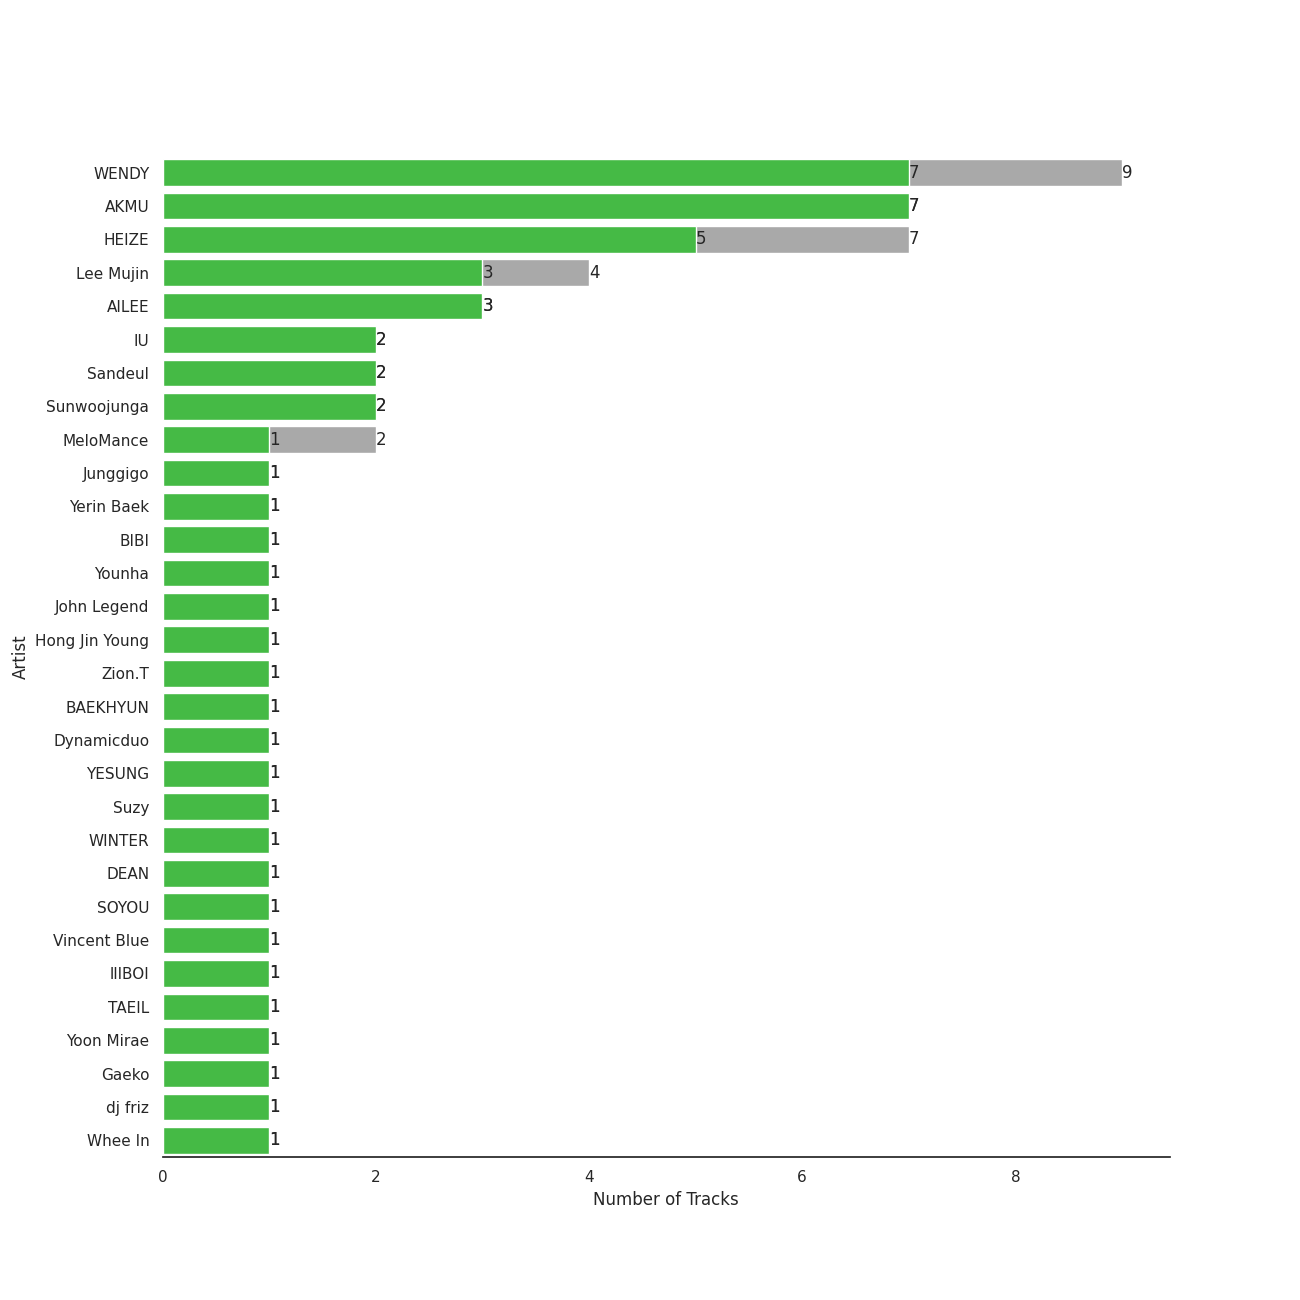 WENDY 7 9
AKMU 7
HEIZE 5 7
Lee Mujin 3 4
AILEE 3
IU 2
Sandeul 2
Sunwoojunga 2
MeloMance 1 2
Junggigo 1
Yerin Baek 1
BIBI 1
Younha 1
John Legend 1
Hong Jin Young 1
Zion.T 1
BAEKHYUN 1
Dynamicduo 1
YESUNG 1
Suzy 1
WINTER 1
DEAN 1
SOYOU 1
Vincent Blue 1
IIIBOI 1
TAEIL 1
Yoon Mirae 1
Gaeko 1
dj friz 1
Whee In 1
Artist
0 2 4 6 8
Number of Tracks